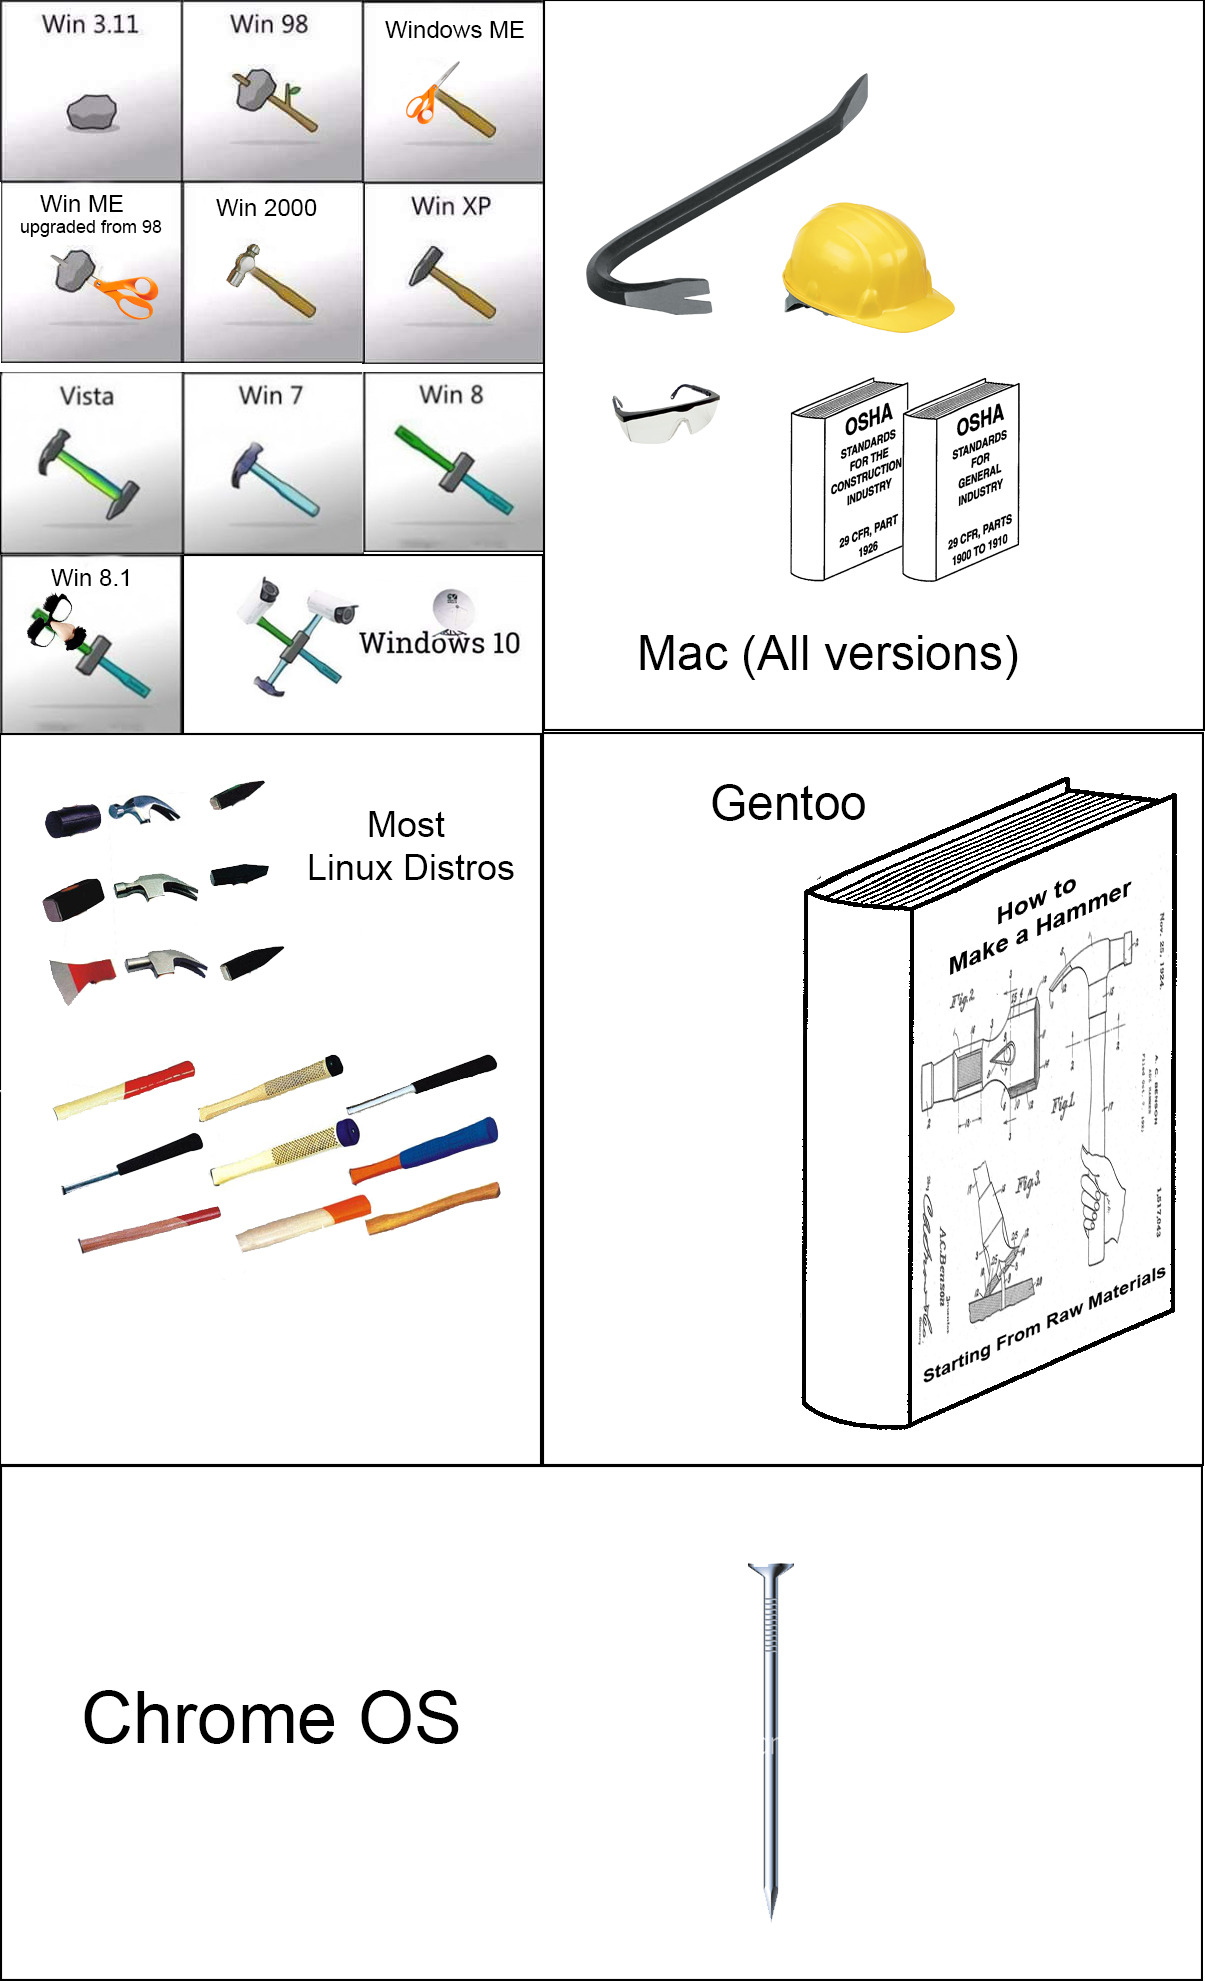 Win 3.11
Win 98
Windows ME
Win ME
upgraded from 98
Win 2000
Win XP
Vista
Win 7
Win 8
Win 8.1
Windows 10
OSHA
STANDARDS
FOR THE
CONSTRUCTION
INDUSTRY
29 CFR, PART
1926
OSHA
STANDARDS
FOR
GENERAL
INDUSTRY
29 CFR, PARTS
1900 TO 1910
Mac (All versions)
Most
Linux Distros
Gentoo
How to
Make a Hammer
Nov. 25, 1924.
A. C. BENSON
1,517,043
Fig.2
Fig.1
Fig.3.
A.C.Benson
Starting From Raw Materials
Chrome OS